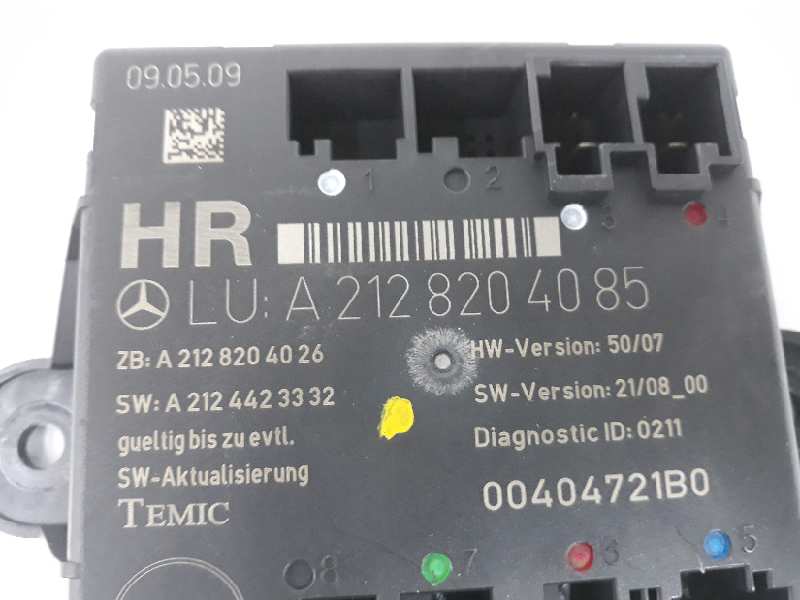 09.05.09
1 2 3 4
HR
LU: A 212 820 40 85
ZB: A 212 820 40 26
HW-Version: 50/07
SW: A 212 442 33 32
SW-Version: 21/08_00
gueltig bis zu evtl.
Diagnostic ID: 0211
SW-Aktualisierung
00404721B0
TEMIC
8 7 3 5